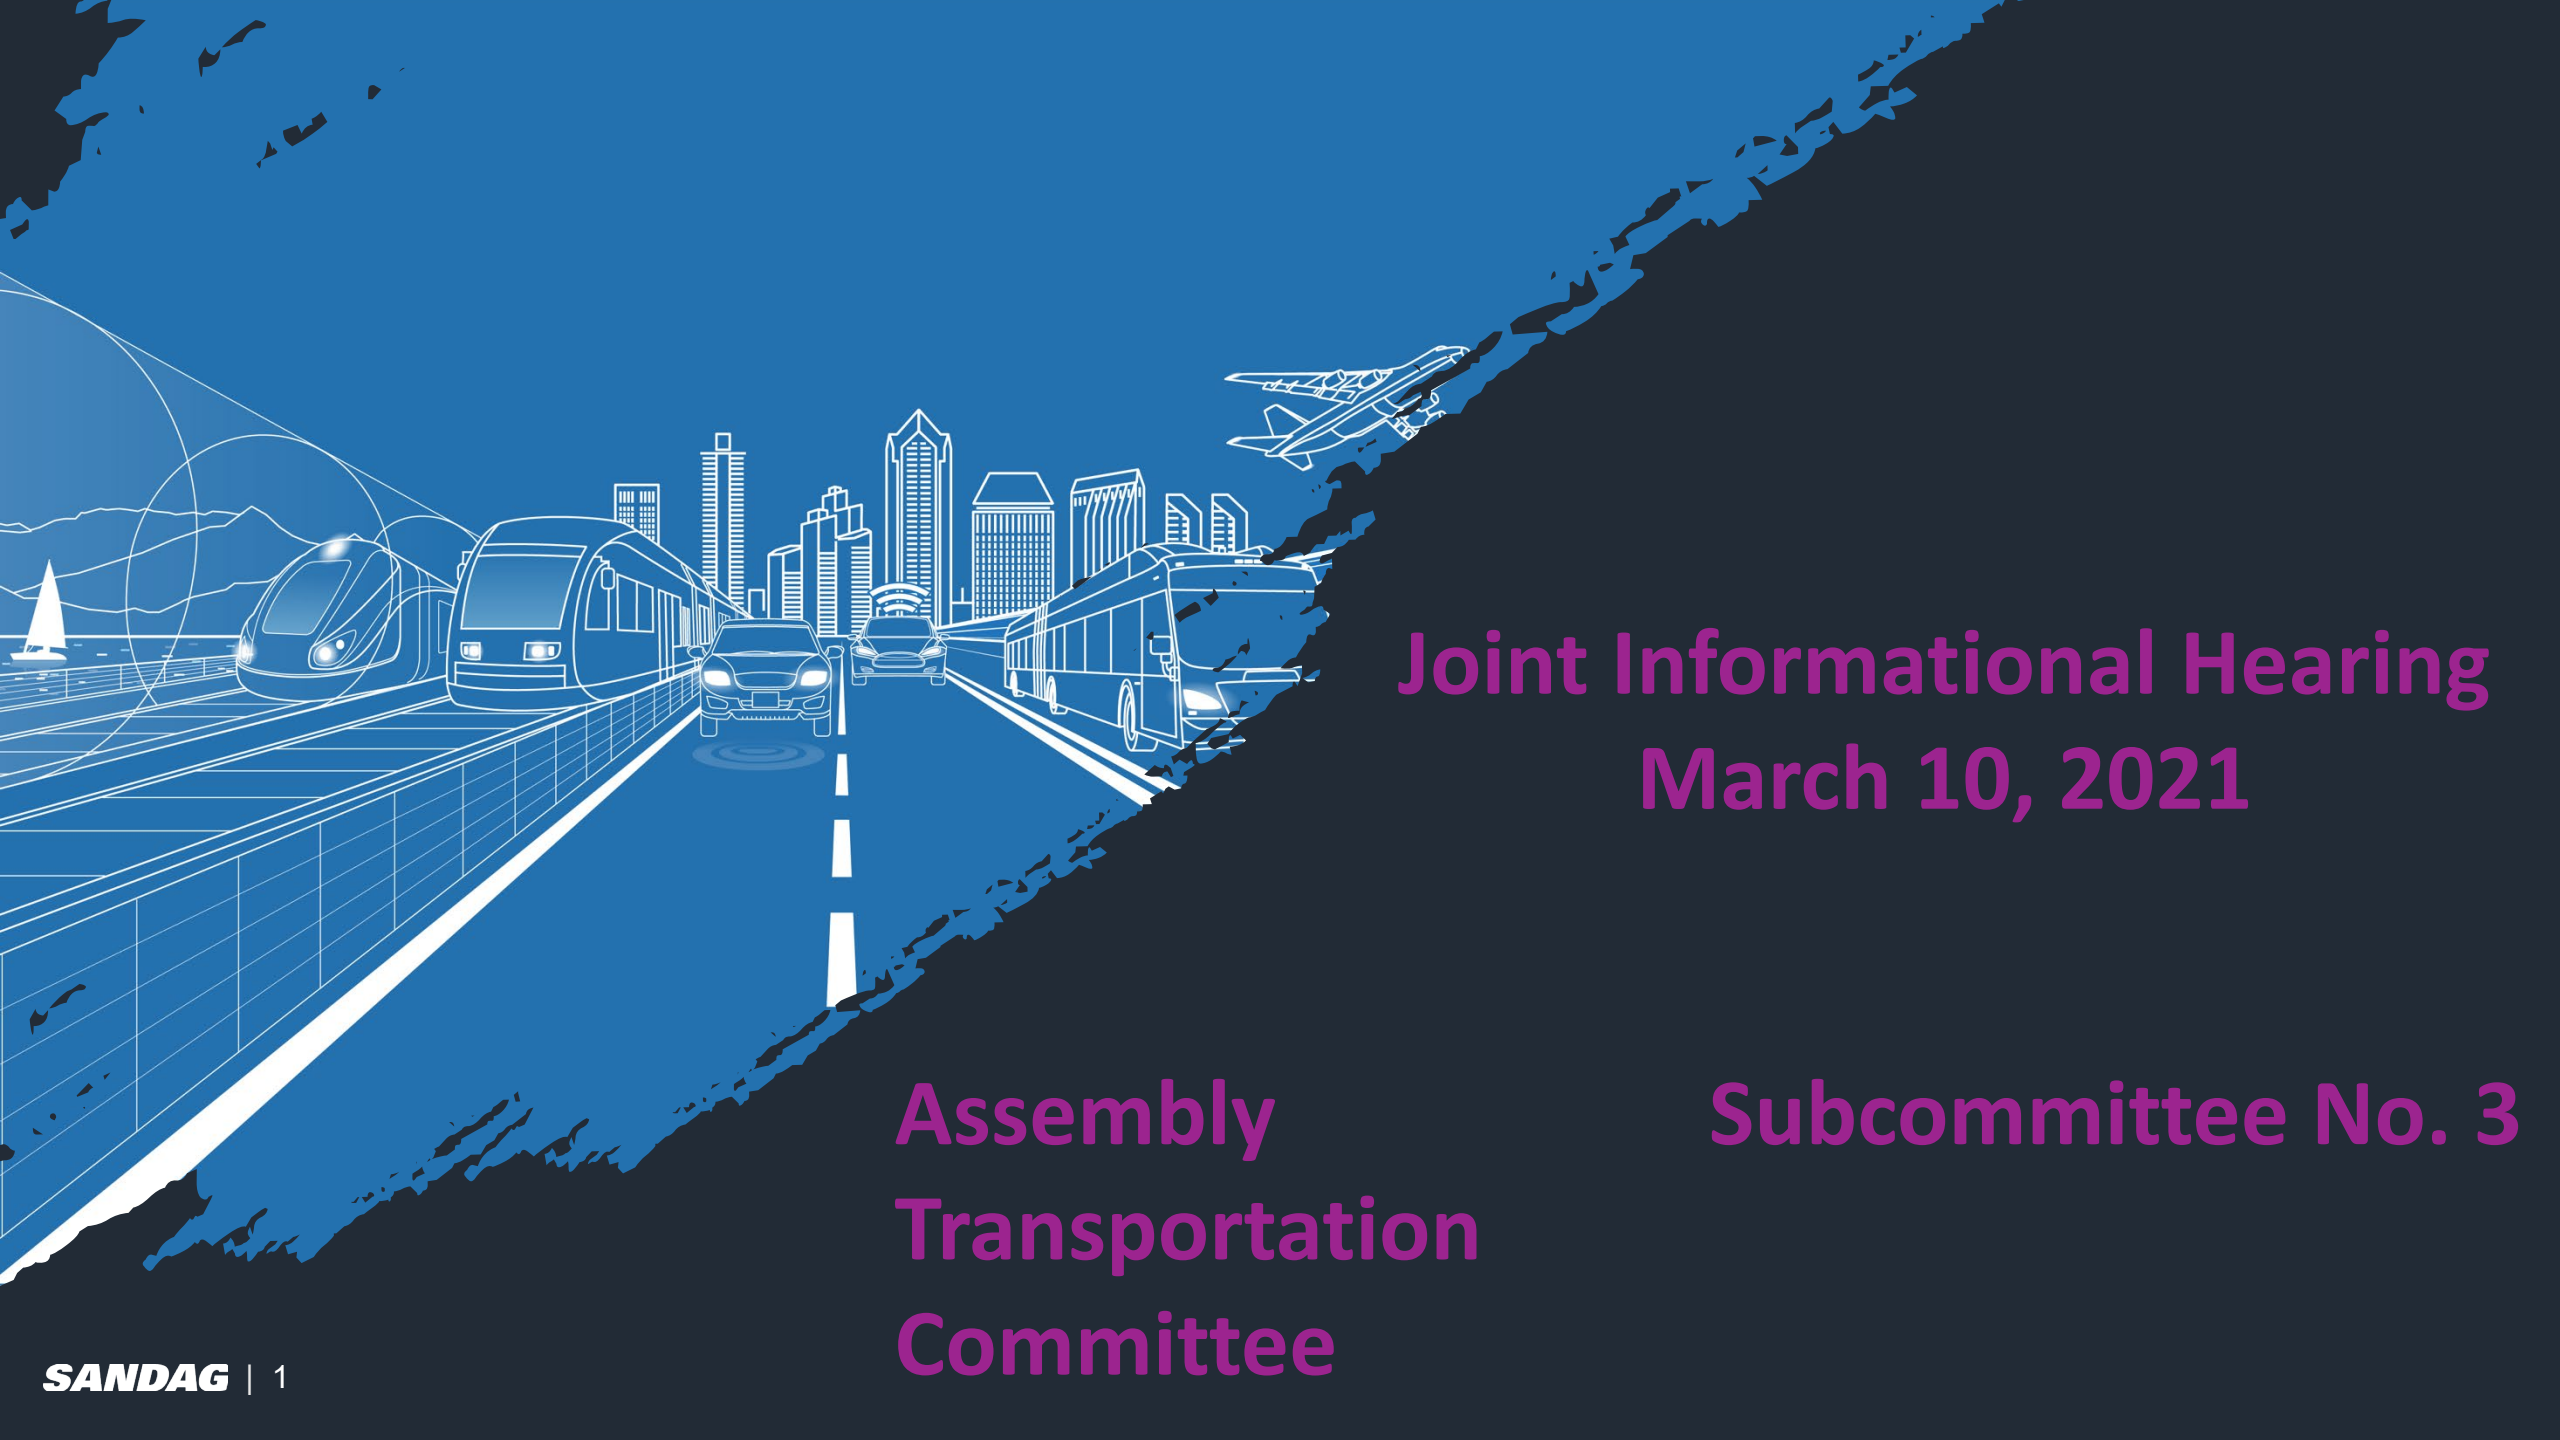 Joint Informational Hearing
March 10, 2021
Assembly
Transportation
Committee
Subcommittee No. 3
SANDAG | 1